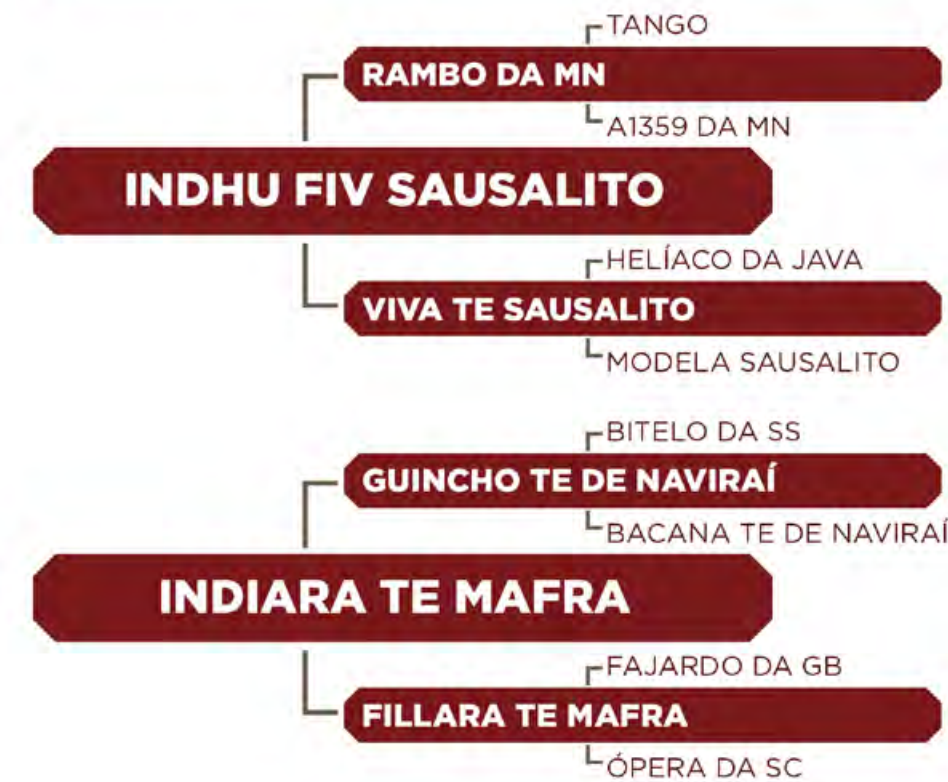 TANGO
RAMBO DA MN
A1359 DA MN
INDHU FIV SAUSALITO
HELÍACO DA JAVA
VIVA TE SAUSALITO
MODELA SAUSALITO
BITELO DA SS
GUINCHO TE DE NAVIRAÍ
BACANA TE DE NAVIRAÍ
INDIARA TE MAFRA
FAJARDO DA GB
FILLARA TE MAFRA
ÓPERA DA SC